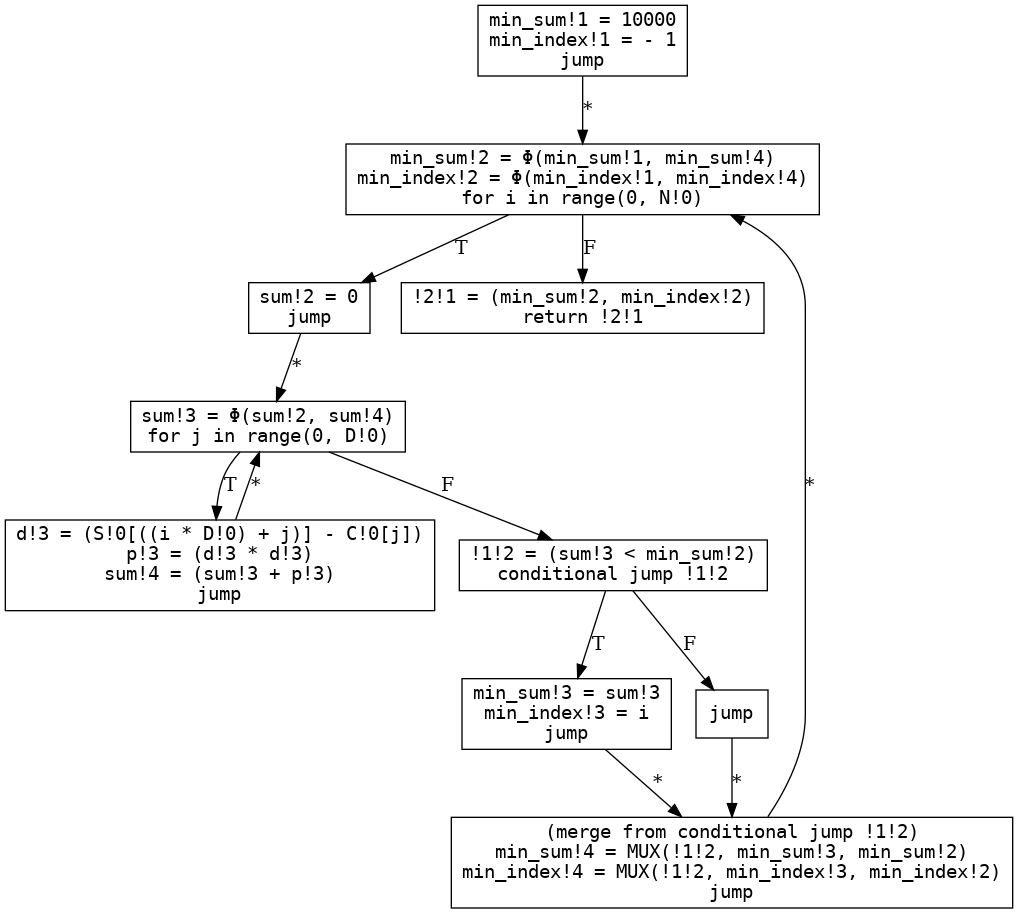 min_sum!1 = 10000
min_index!1 = - 1
jump
*
min_sum!2 = Φ(min_sum!1, min_sum!4)
min_index!2 = Φ(min_index!1, min_index!4)
for i in range(0, N!0)
T
F
sum!2 = 0
jump
!2!1 = (min_sum!2, min_index!2)
return !2!1
*
sum!3 = Φ(sum!2, sum!4)
for j in range(0, D!0)
T
*
F
*
d!3 = (S!0[((i * D!0) + j)] - C!0[j])
p!3 = (d!3 * d!3)
sum!4 = (sum!3 + p!3)
jump
!1!2 = (sum!3 < min_sum!2)
conditional jump !1!2
T
F
min_sum!3 = sum!3
min_index!3 = i
jump
jump
*
*
(merge from conditional jump !1!2)
min_sum!4 = MUX(!1!2, min_sum!3, min_sum!2)
min_index!4 = MUX(!1!2, min_index!3, min_index!2)
jump